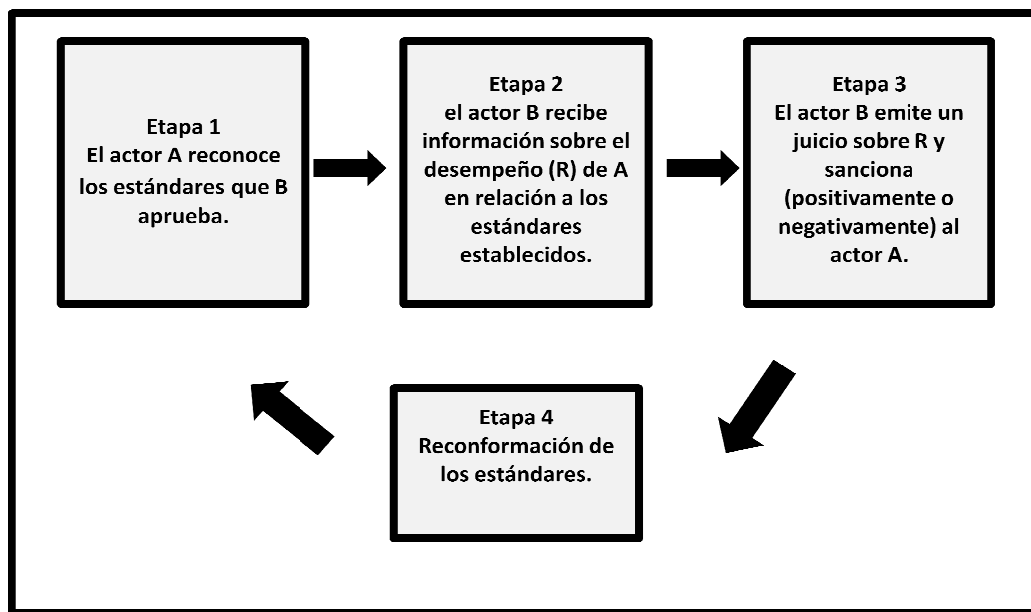 Etapa 1
El actor A reconoce
los estándares que B
aprueba.
Etapa 2
el actor B recibe
información sobre el
desempeño (R) de A
en relación a los
estándares
establecidos.
Etapa 3
El actor B emite un
juicio sobre R y
sanciona
(positivamente o
negativamente) al
actor A.
Etapa 4
Reconformación de
los estándares.